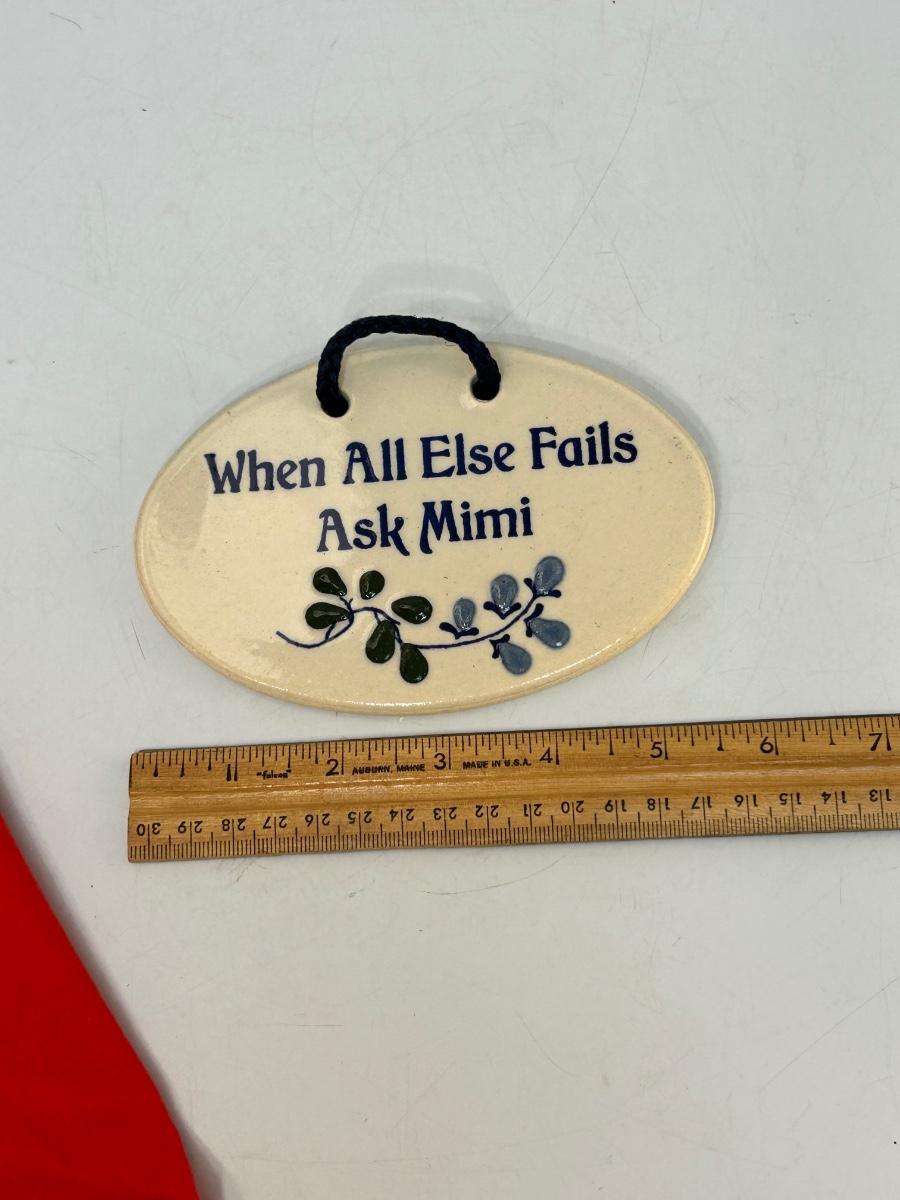 When All Else Fails
Ask Mimi
1 2 3 4 5 6 7
"falcon" AUBURN, MAINE MADE IN U.S.A.
30 29 28 27 26 25 24 23 22 21 20 19 18 17 16 15 14 13